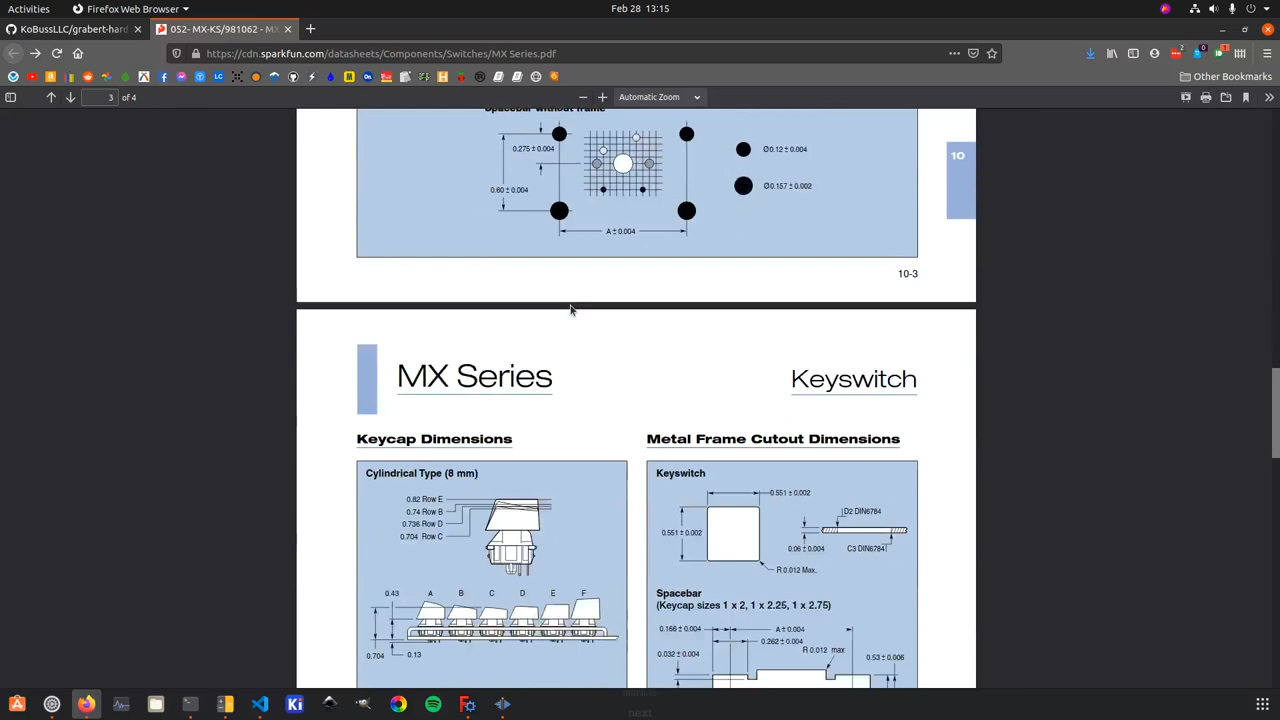 Activities
Firefox Web Browser
Feb 28 13:15
KoBussLLC/grabert-hard
052- MX-KS/981062 - MX
https://cdn.sparkfun.com/datasheets/Components/Switches/MX Series.pdf
Other Bookmarks
3 of 4
Automatic Zoom
Spacebar without frame
0.275 ± 0.004
0.60 ± 0.004
A ± 0.004
Ø0.12 ± 0.004
Ø0.157 ± 0.002
10
10-3
MX Series
Keyswitch
Keycap Dimensions
Cylindrical Type (8 mm)
0.82 Row E
0.74 Row B
0.736 Row D
0.704 Row C
0.43 A B C D E F
0.704 0.13
Metal Frame Cutout Dimensions
Keyswitch
0.551 ± 0.002
0.551 ± 0.002
D2 DIN6784
0.06 ± 0.004
C3 DIN6784
R 0.012 Max.
Spacebar
(Keycap sizes 1 x 2, 1 x 2.25, 1 x 2.75)
0.166 ± 0.004 A ± 0.004
0.262 ± 0.004
R 0.012 max
0.032 ± 0.004
0.53 ± 0.006
next